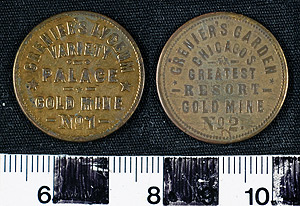 GRENIER'S LYCEUM
VARIETY
PALACE
GOLD MINE
No 1
GRENIER'S GARDEN
CHICAGO'S
GREATEST
RESORT
GOLD MINE
No 2
6 8 10